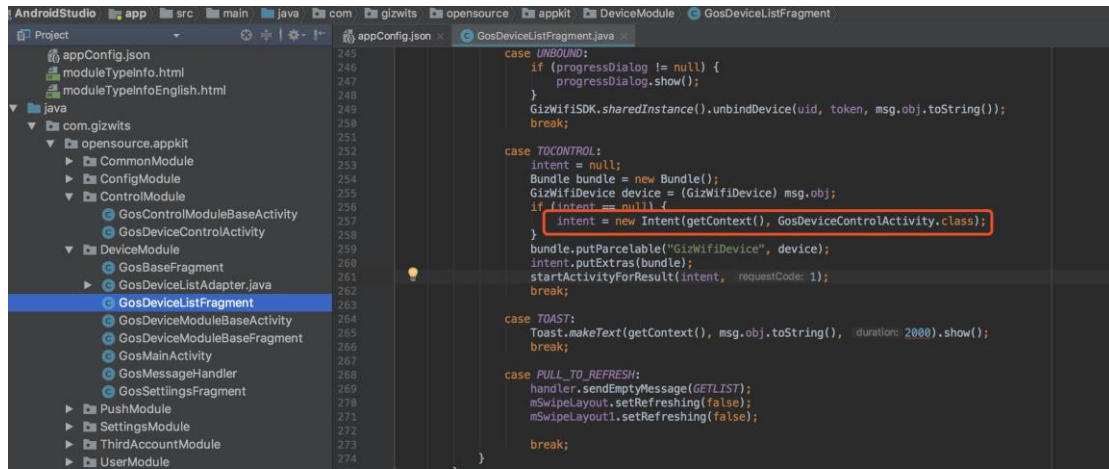 AndroidStudio app src main java com gizwits opensource appkit DeviceModule GosDeviceListFragment
Project
appConfig.json
GosDeviceListFragment.java
appConfig.json
moduleTypeInfo.html
moduleTypeInfoEnglish.html
java
com.gizwits
opensource.appkit
CommonModule
ConfigModule
ControlModule
GosControlModuleBaseActivity
GosDeviceControlActivity
DeviceModule
GosBaseFragment
GosDeviceListAdapter.java
GosDeviceListFragment
GosDeviceModuleBaseActivity
GosDeviceModuleBaseFragment
GosMainActivity
GosMessageHandler
GosSettiingsFragment
PushModule
SettingsModule
ThirdAccountModule
UserModule
245 case UNBOUND:
246 if (progressDialog != null) {
247 progressDialog.show();
248 }
249 GizWifiSDK.sharedInstance().unbindDevice(uid, token, msg.obj.toString());
250 break;
251
252 case TOCONTROL:
253 intent = null;
254 Bundle bundle = new Bundle();
255 GizWifiDevice device = (GizWifiDevice) msg.obj;
256 if (intent == null) {
257 intent = new Intent(getContext(), GosDeviceControlActivity.class);
258 }
259 bundle.putParcelable("GizWifiDevice", device);
260 intent.putExtras(bundle);
261 startActivityForResult(intent, requestCode: 1);
262 break;
263
264 case TOAST:
265 Toast.makeText(getContext(), msg.obj.toString(), duration: 2000).show();
266 break;
267
268 case PULL_TO_REFRESH:
269 handler.sendEmptyMessage(GETLIST);
270 mSwipeLayout.setRefreshing(false);
271 mSwipeLayout1.setRefreshing(false);
272
273 break;
274 }